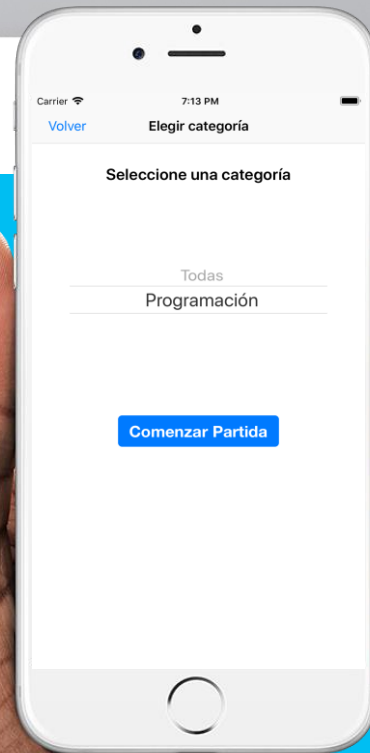 Carrier 7:13 PM
Volver Elegir categoría
Seleccione una categoría
Todas
Programación
Comenzar Partida